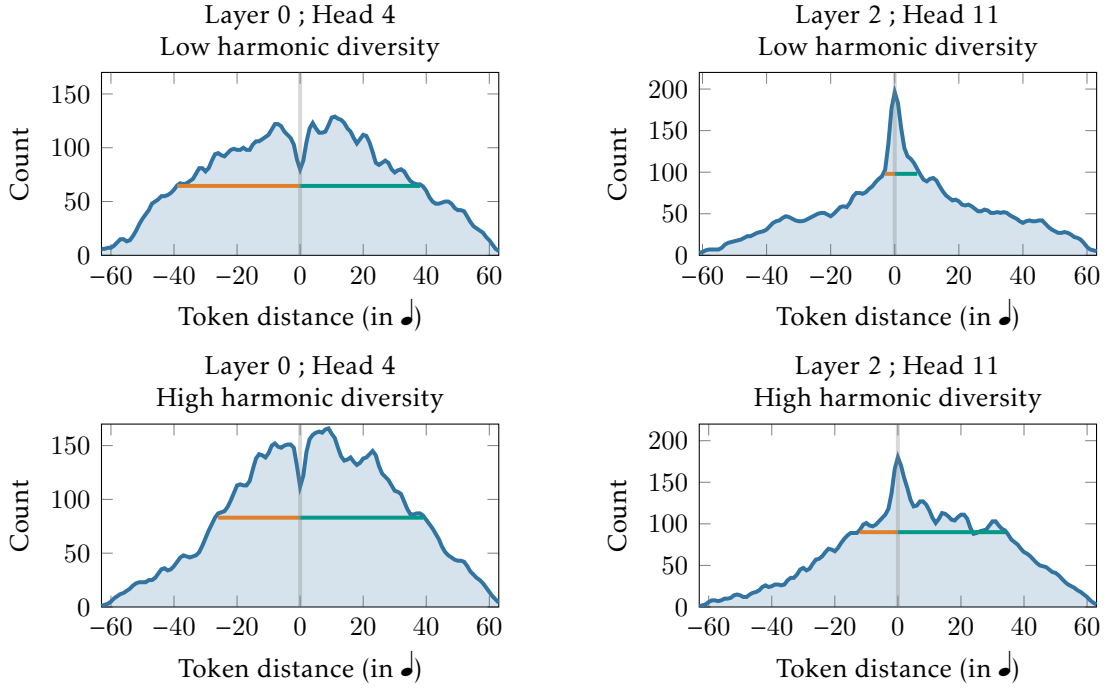 Layer 0 ; Head 4
Low harmonic diversity
150
100
50
0
Count
−60 −40 −20 0 20 40 60
Token distance (in ♩)
Layer 2 ; Head 11
Low harmonic diversity
200
150
100
50
0
Count
−60 −40 −20 0 20 40 60
Token distance (in ♩)
Layer 0 ; Head 4
High harmonic diversity
150
100
50
0
Count
−60 −40 −20 0 20 40 60
Token distance (in ♩)
Layer 2 ; Head 11
High harmonic diversity
200
150
100
50
0
Count
−60 −40 −20 0 20 40 60
Token distance (in ♩)